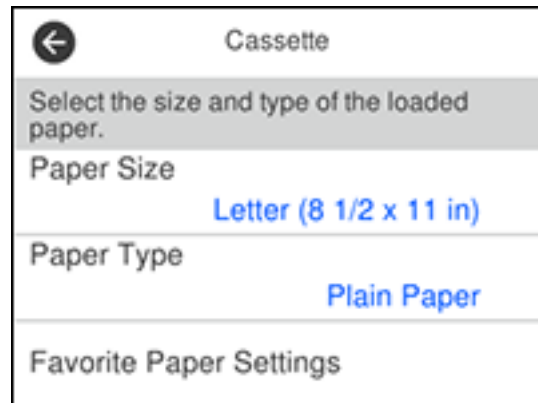 Cassette
Select the size and type of the loaded
paper.
Paper Size
Letter (8 1/2 x 11 in)
Paper Type
Plain Paper
Favorite Paper Settings